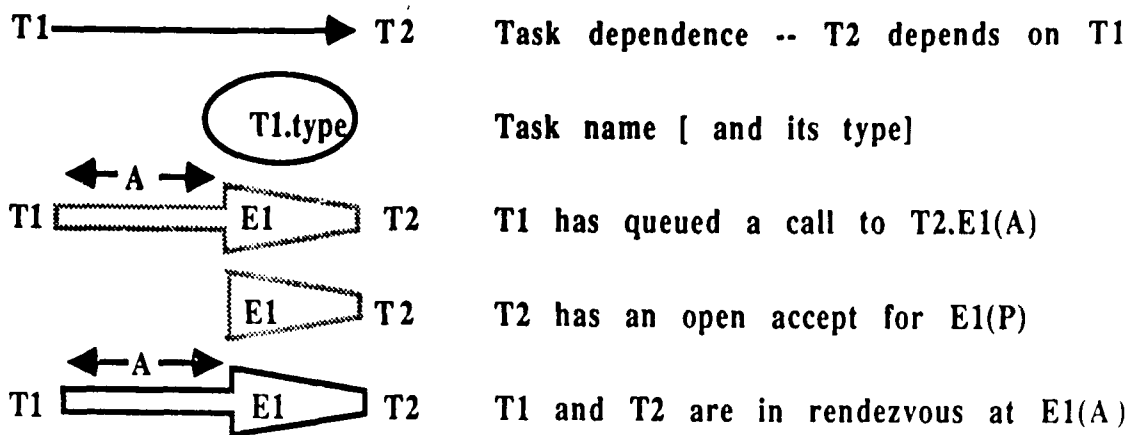 T1 T2 Task dependence -- T2 depends on T1
T1.type Task name [ and its type]
A
T1 E1 T2 T1 has queued a call to T2.E1(A)
E1 T2 T2 has an open accept for E1(P)
A
T1 E1 T2 T1 and T2 are in rendezvous at E1(A)